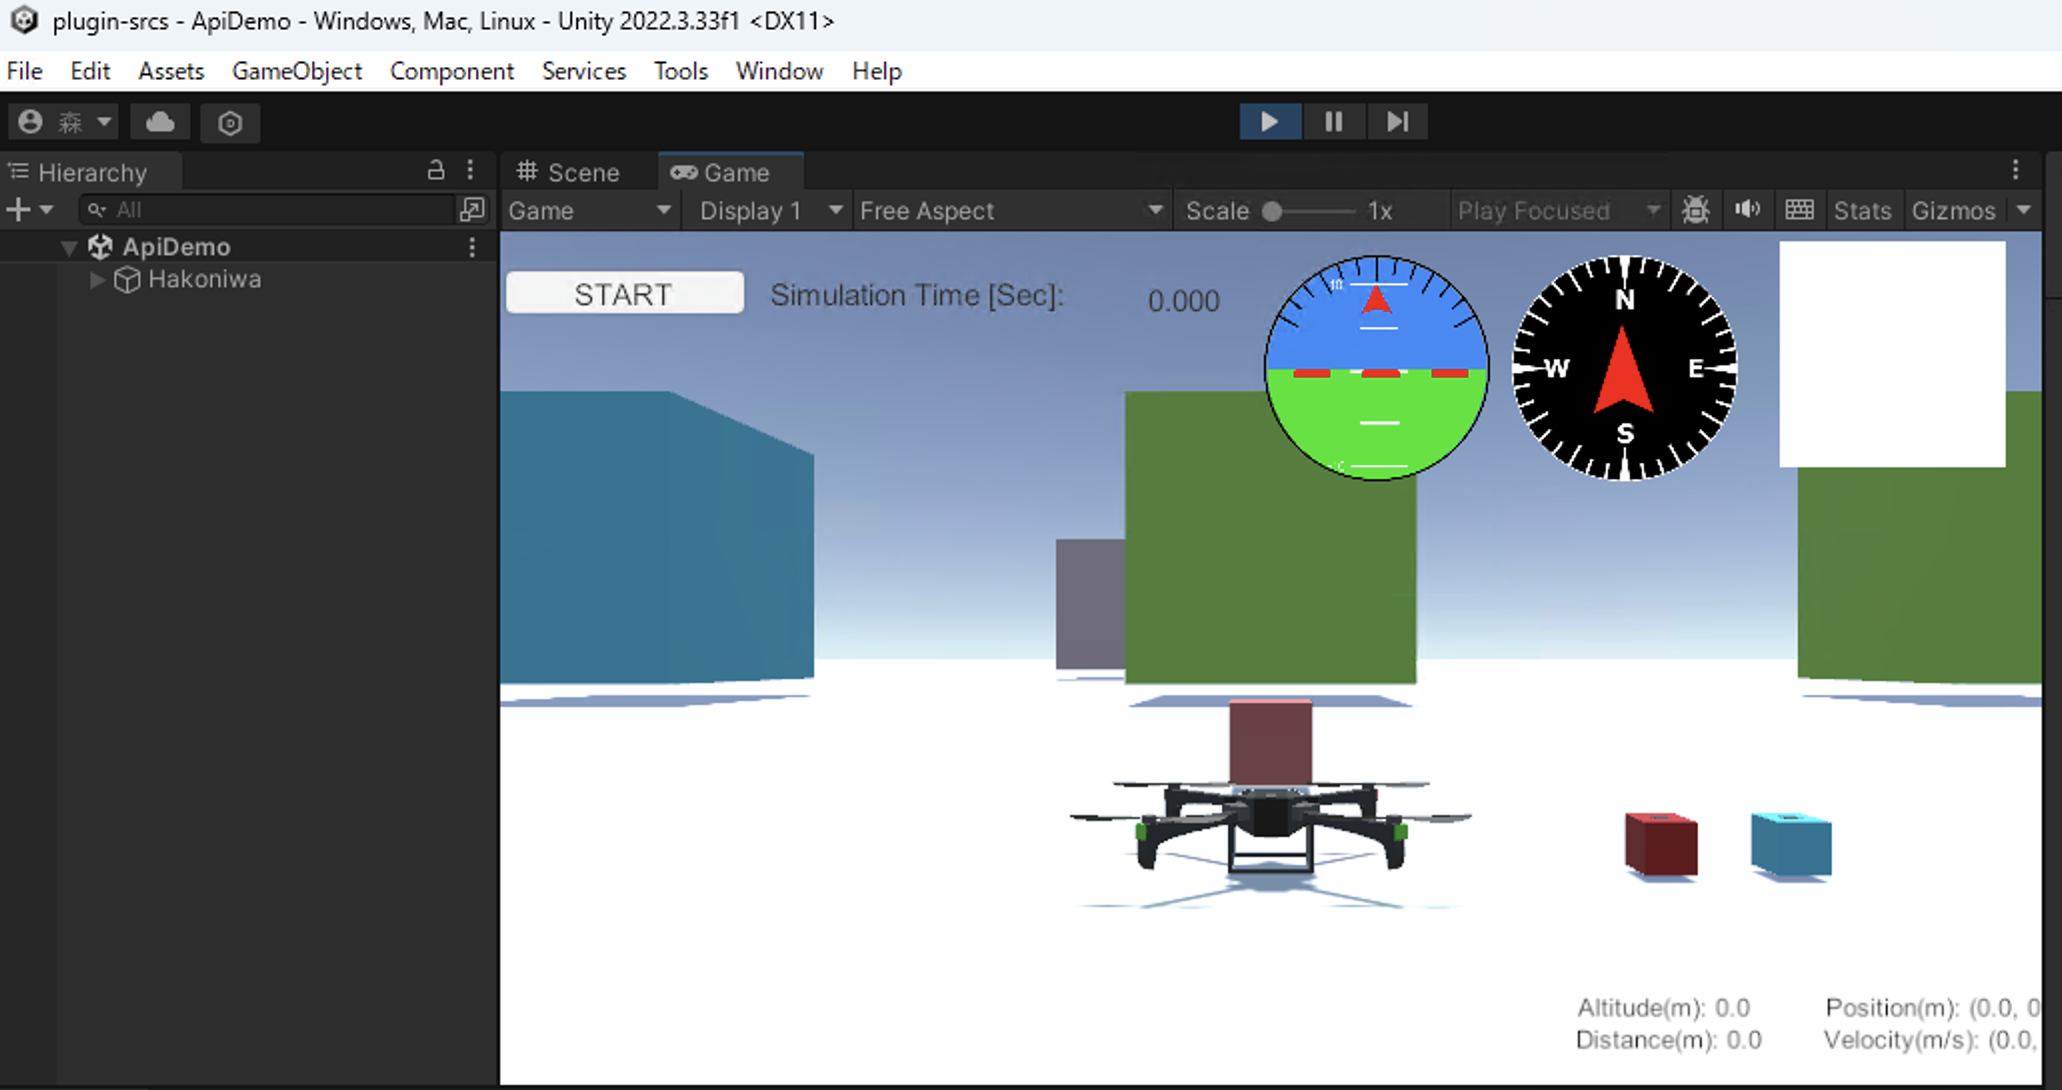 plugin-srcs - ApiDemo - Windows, Mac, Linux - Unity 2022.3.33f1 <DX11>
File Edit Assets GameObject Component Services Tools Window Help
森
Hierarchy
Scene Game
All
Game Display 1 Free Aspect Scale 1x Play Focused Stats Gizmos
ApiDemo
Hakoniwa
START Simulation Time [Sec]: 0.000
10
N
W E
S
Altitude(m): 0.0 Position(m): (0.0, 0
Distance(m): 0.0 Velocity(m/s): (0.0,